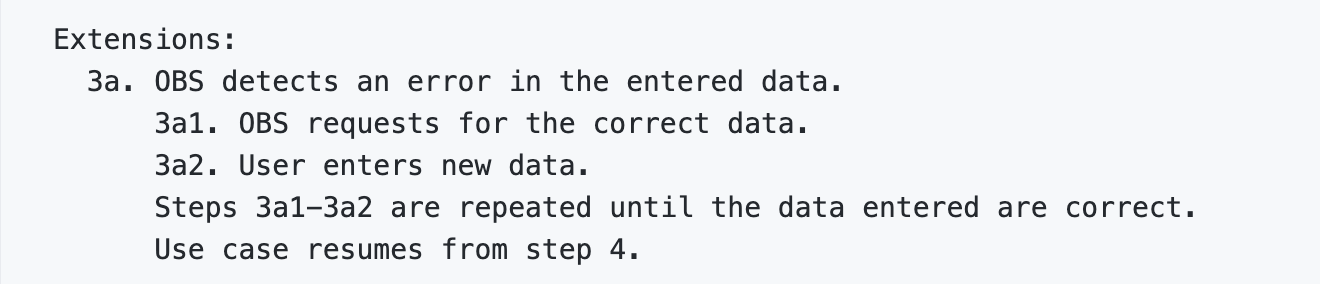 Extensions:
3a. OBS detects an error in the entered data.
3a1. OBS requests for the correct data.
3a2. User enters new data.
Steps 3a1–3a2 are repeated until the data entered are correct.
Use case resumes from step 4.